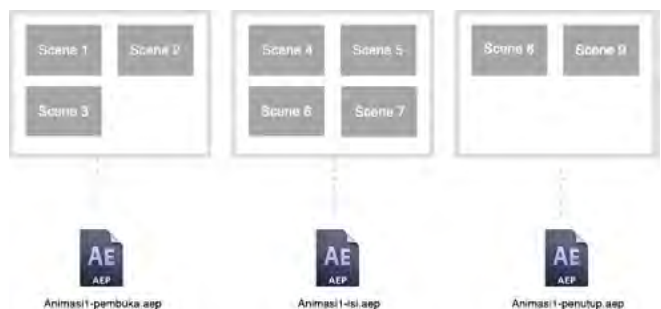 Scene 1 Scene 2 Scene 4 Scene 5 Scene 8 Scene 9
Scene 3 Scene 6 Scene 7
AE AE AE
AEP AEP AEP
Animasi1-pembuka.aep Animasi1-isi.aep Animasi1-penutup.aep